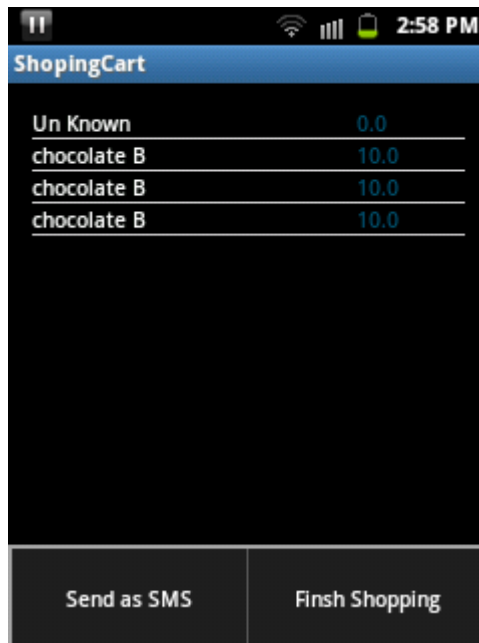 2:58 PM
ShopingCart
Un Known 0.0
chocolate B 10.0
chocolate B 10.0
chocolate B 10.0
Send as SMS Finsh Shopping